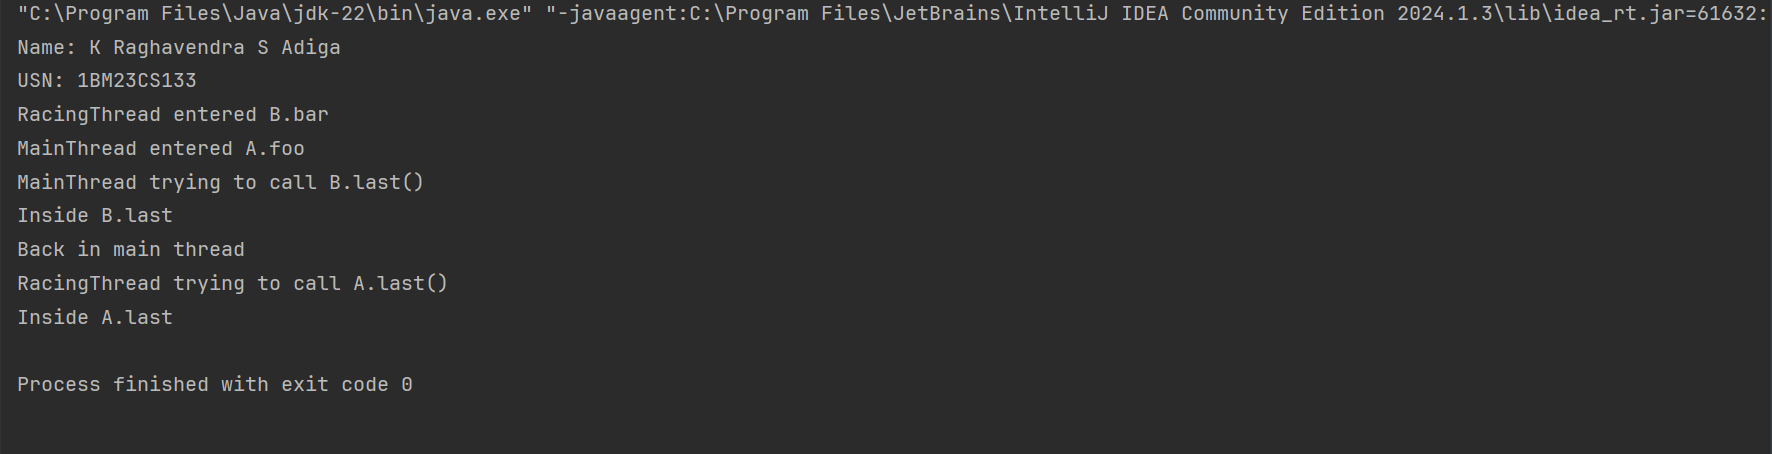 "C:\Program Files\Java\jdk-22\bin\java.exe" "-javaagent:C:\Program Files\JetBrains\IntelliJ IDEA Community Edition 2024.1.3\lib\idea_rt.jar=61632:
Name: K Raghavendra S Adiga
USN: 1BM23CS133
RacingThread entered B.bar
MainThread entered A.foo
MainThread trying to call B.last()
Inside B.last
Back in main thread
RacingThread trying to call A.last()
Inside A.last
Process finished with exit code 0